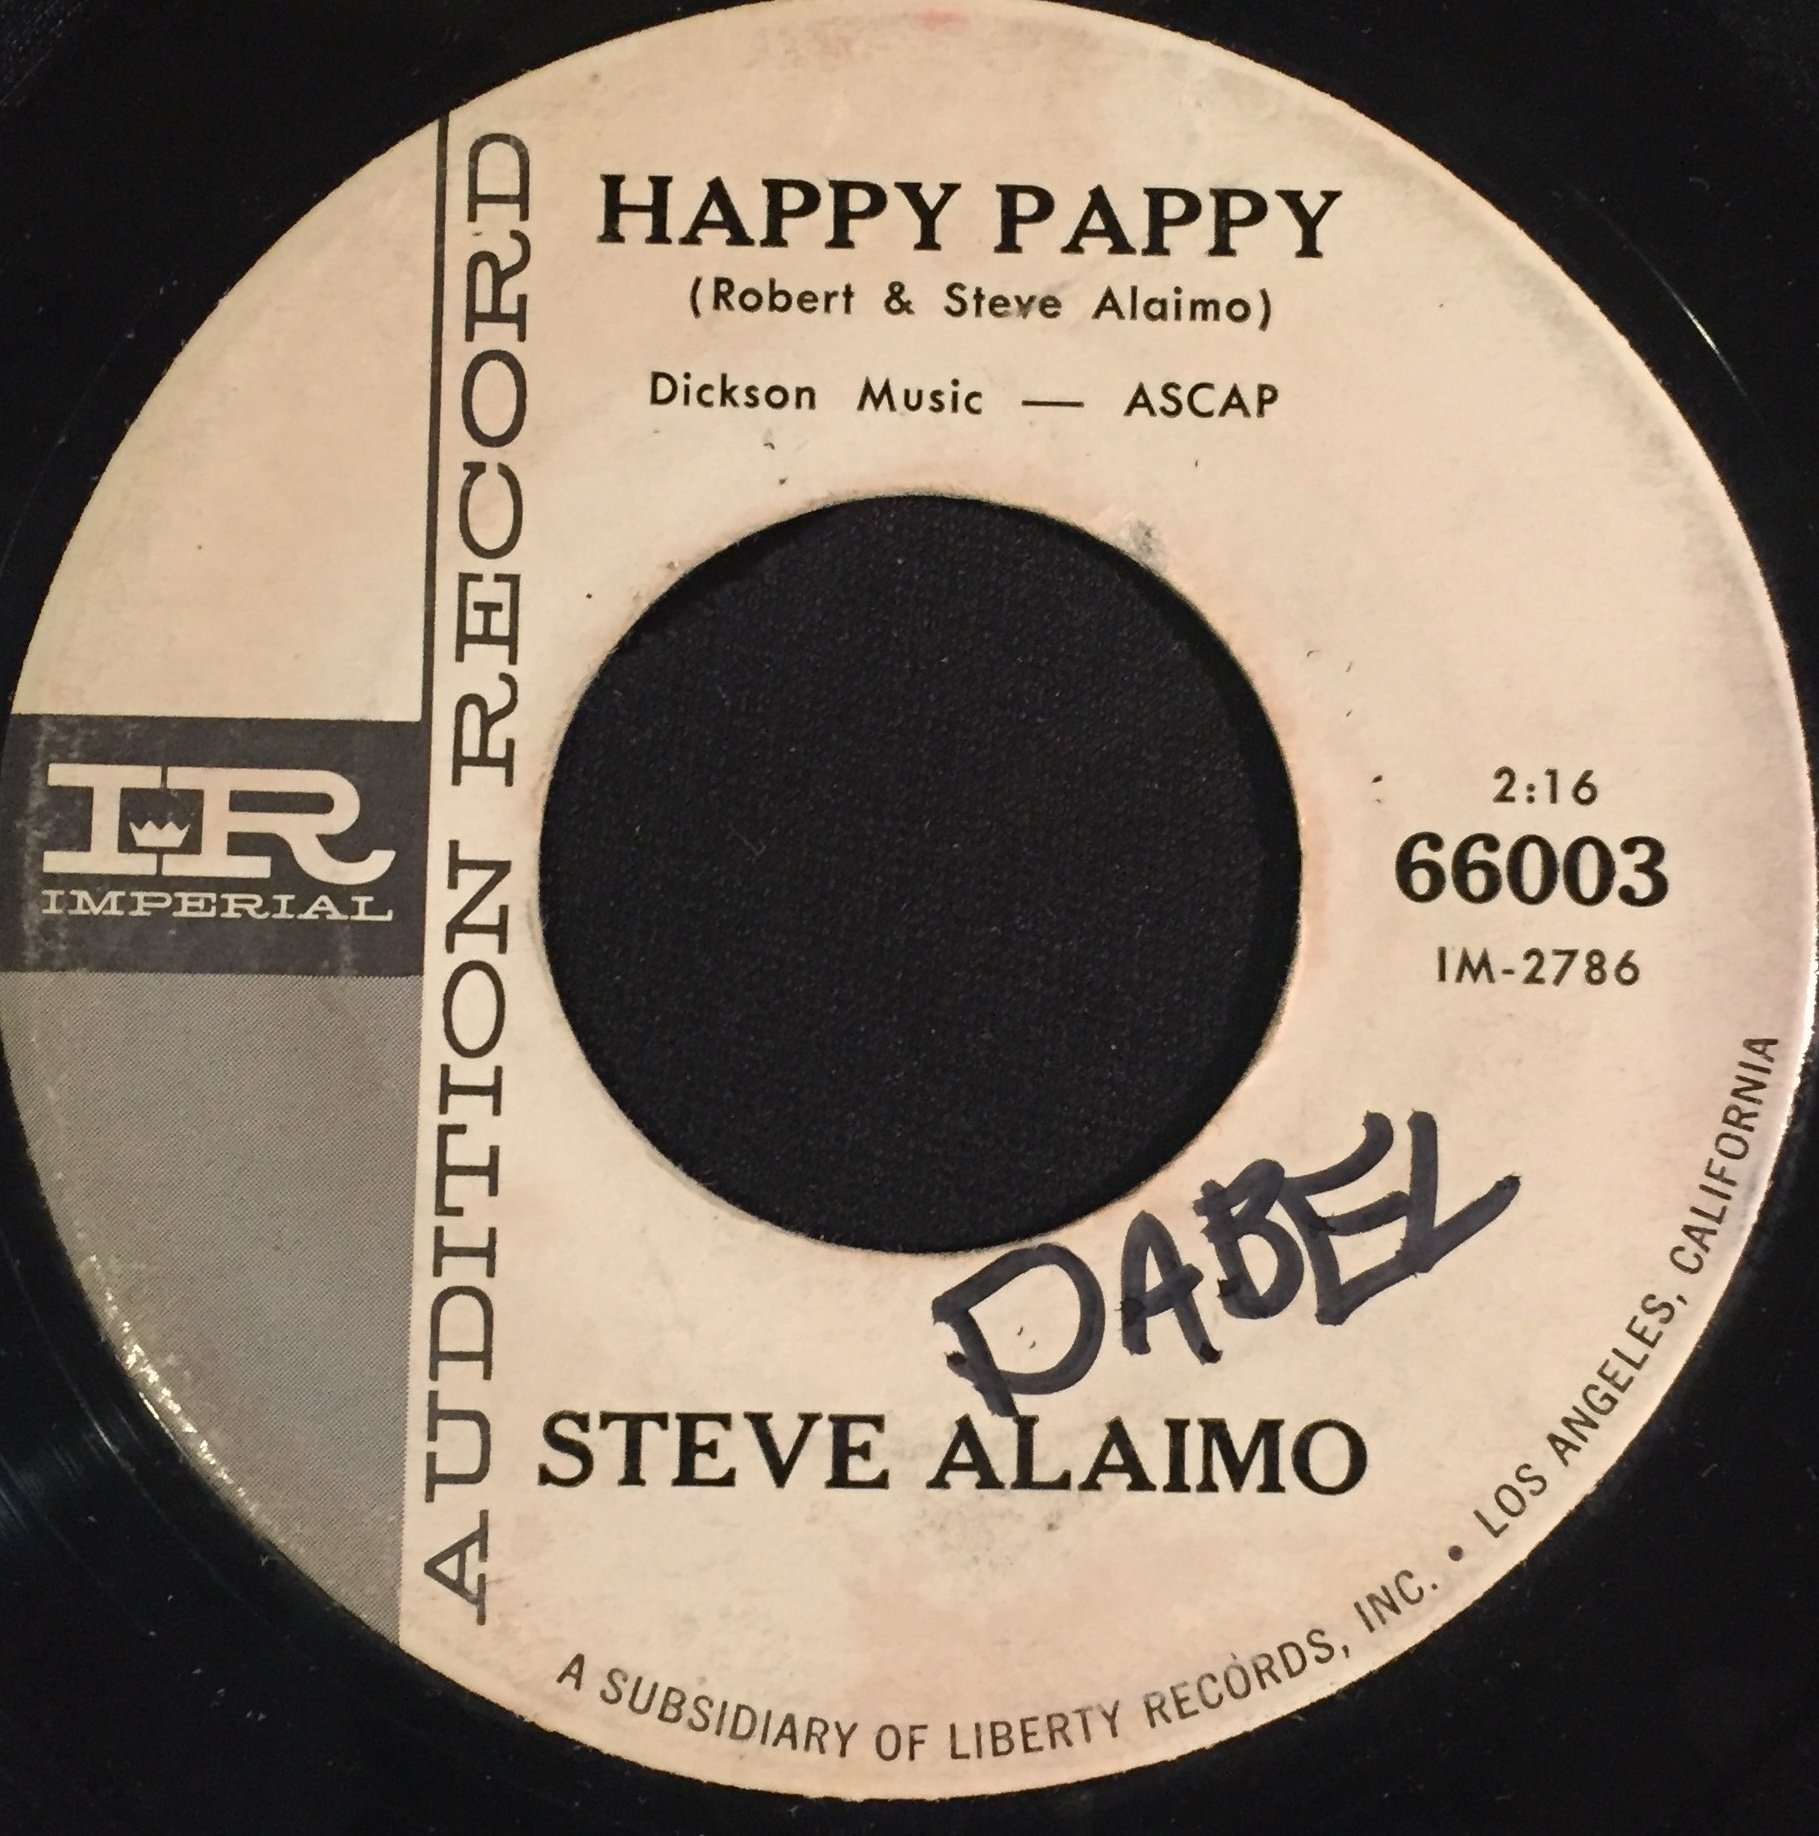 HAPPY PAPPY
(Robert & Steve Alaimo)
Dickson Music — ASCAP
AUDITION RECORD
IR
IMPERIAL
2:16
66003
IM-2786
DABEL
STEVE ALAIMO
A SUBSIDIARY OF LIBERTY RECORDS, INC. • LOS ANGELES, CALIFORNIA